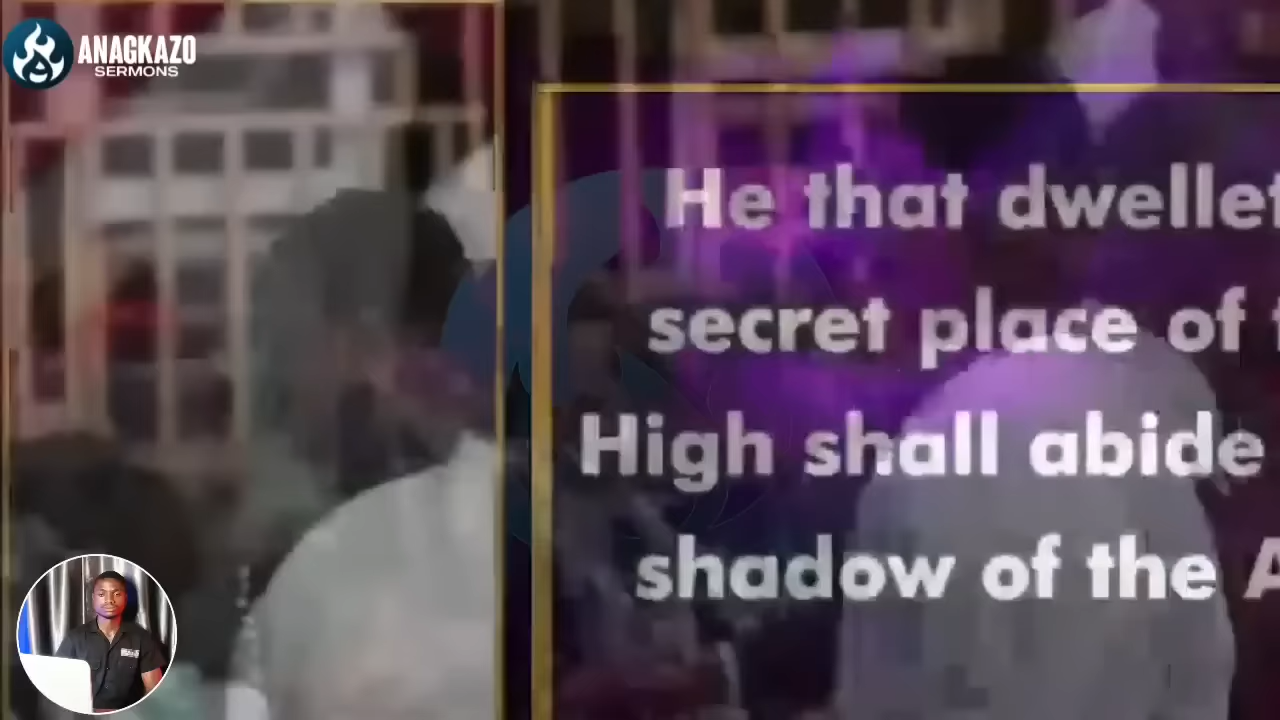 ANAGKAZO
SERMONS
He that dwellet
secret place of
High shall abide
shadow of the A